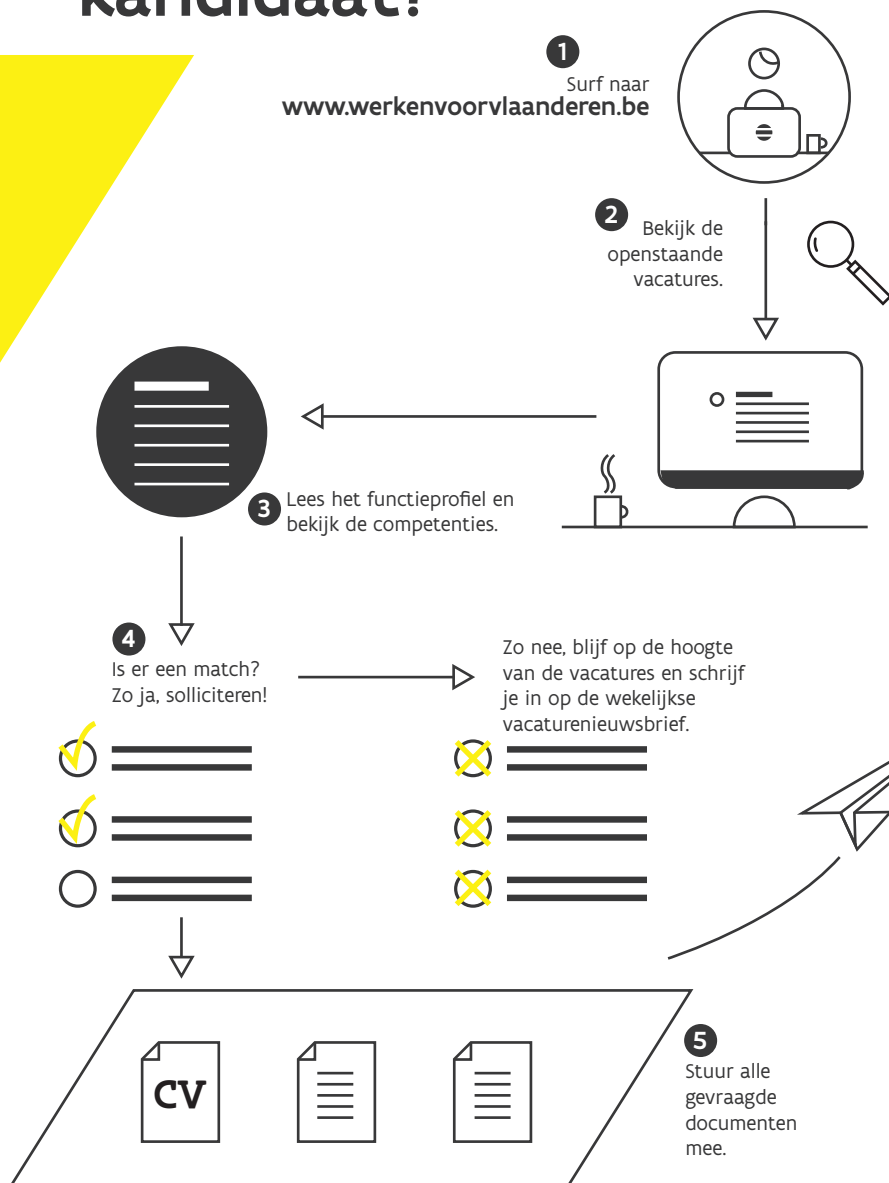 kandidaat?
1
Surf naar
www.werkenvoorvlaanderen.be
2
Bekijk de
openstaande
vacatures.
3
Lees het functieprofiel en
bekijk de competenties.
4
Is er een match?
Zo ja, solliciteren!
Zo nee, blijf op de hoogte
van de vacatures en schrijf
je in op de wekelijkse
vacaturenieuwsbrief.
CV
5
Stuur alle
gevraagde
documenten
mee.